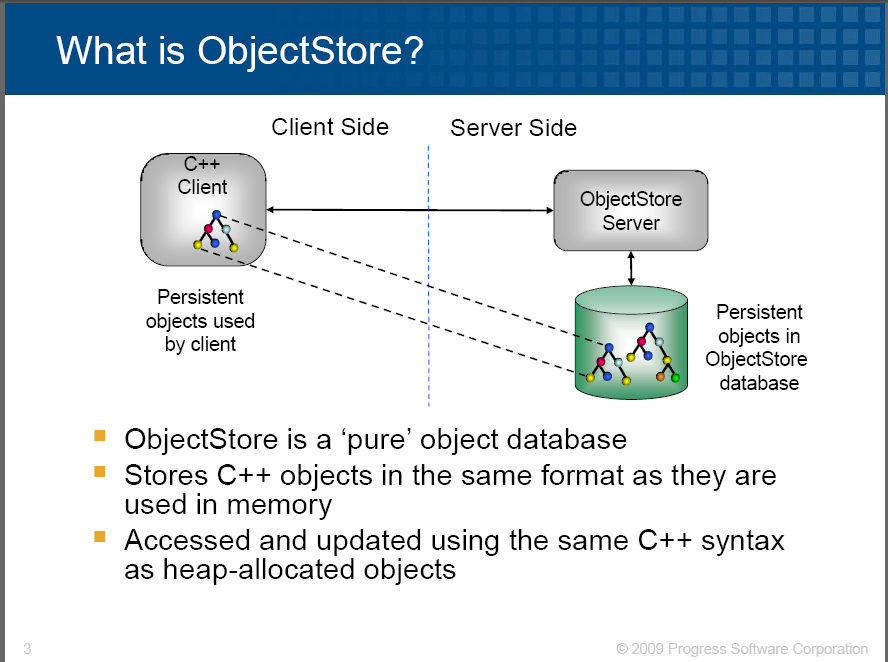 What is ObjectStore?
Client Side
Server Side
C++
Client
ObjectStore
Server
Persistent
objects used
by client
Persistent
objects in
ObjectStore
database
ObjectStore is a ‘pure’ object database
Stores C++ objects in the same format as they are
used in memory
Accessed and updated using the same C++ syntax
as heap-allocated objects
3
© 2009 Progress Software Corporation